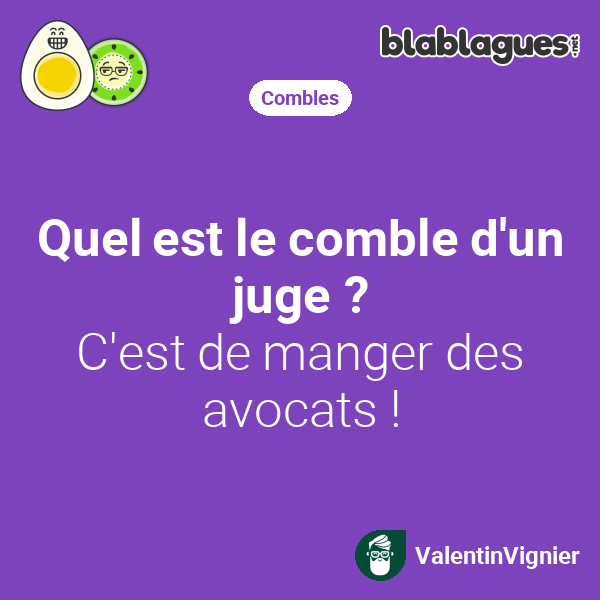 blablagues.net
Combles
Quel est le comble d'un
juge ?
C'est de manger des
avocats !
ValentinVignier